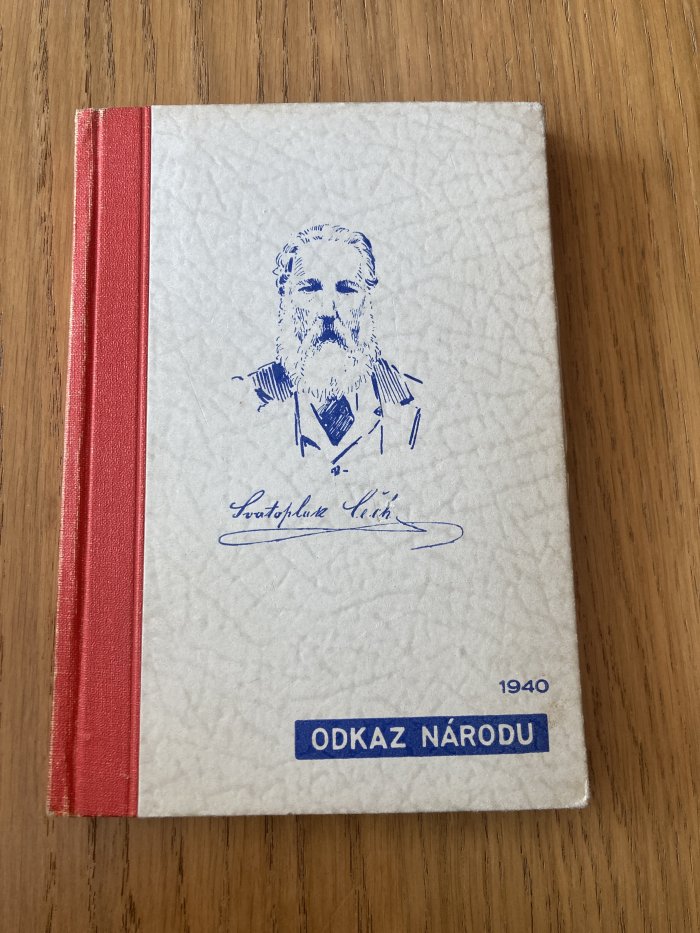 Svatopluk Čech
1940
ODKAZ NÁRODU